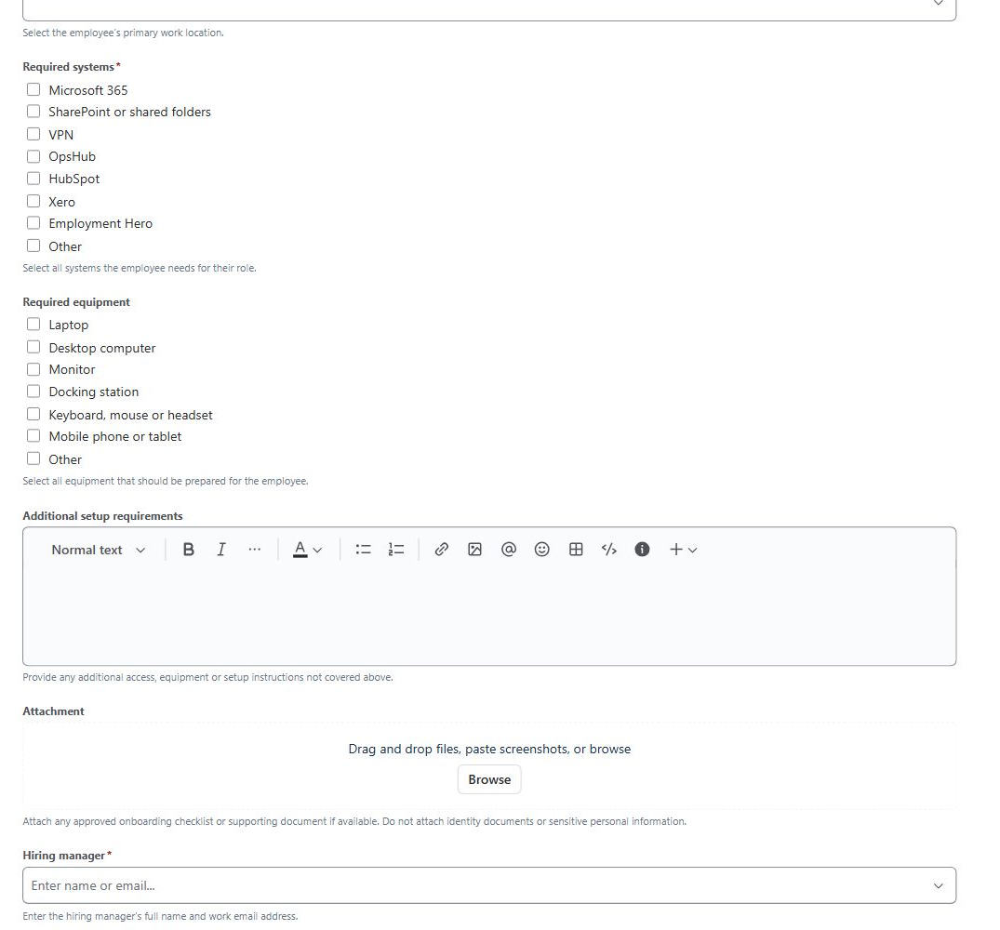 Select the employee's primary work location.
Required systems*
Microsoft 365
SharePoint or shared folders
VPN
OpsHub
HubSpot
Xero
Employment Hero
Other
Select all systems the employee needs for their role.
Required equipment
Laptop
Desktop computer
Monitor
Docking station
Keyboard, mouse or headset
Mobile phone or tablet
Other
Select all equipment that should be prepared for the employee.
Additional setup requirements
Normal text B I ... A @ </> i +
Provide any additional access, equipment or setup instructions not covered above.
Attachment
Drag and drop files, paste screenshots, or browse
Browse
Attach any approved onboarding checklist or supporting document if available. Do not attach identity documents or sensitive personal information.
Hiring manager*
Enter name or email...
Enter the hiring manager's full name and work email address.